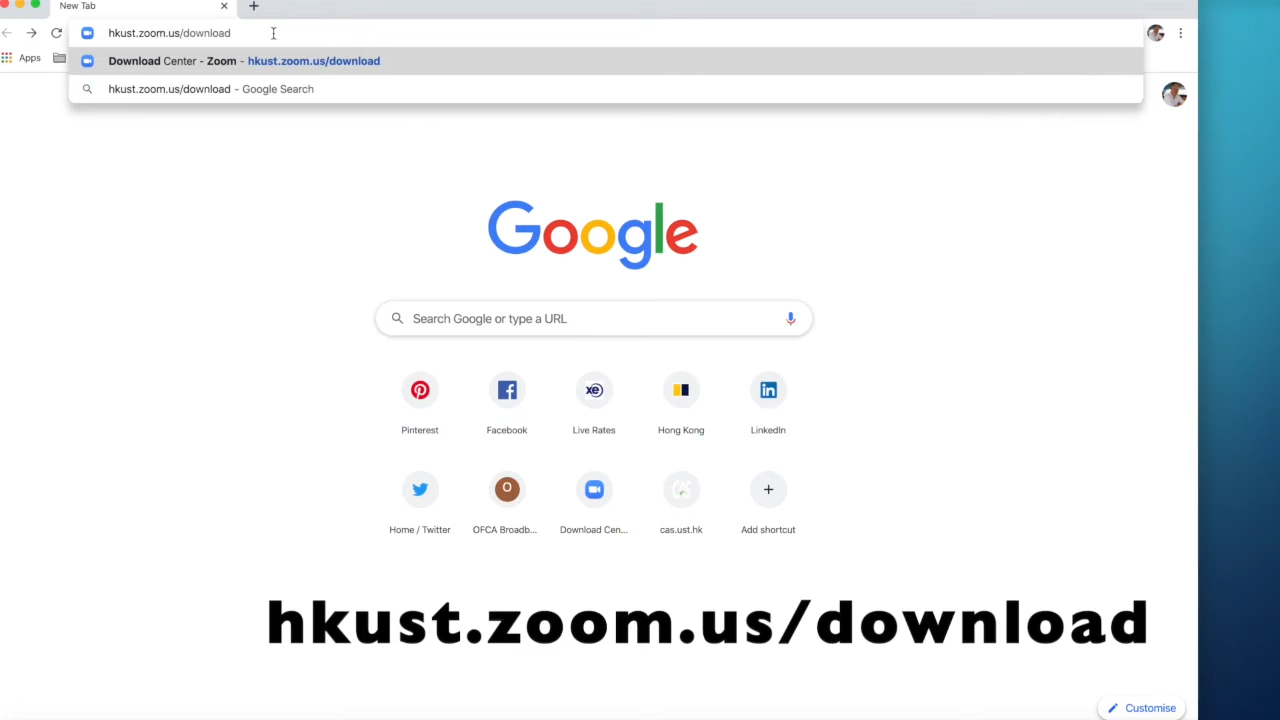 New Tab
hkust.zoom.us/download
Apps
Download Center - Zoom - hkust.zoom.us/download
hkust.zoom.us/download - Google Search
Google
Search Google or type a URL
xe
in
Pinterest
Facebook
Live Rates
Hong Kong
LinkedIn
O
Home / Twitter
OFCA Broadb...
Download Cen...
cas.ust.hk
Add shortcut
hkust.zoom.us/download
Customise